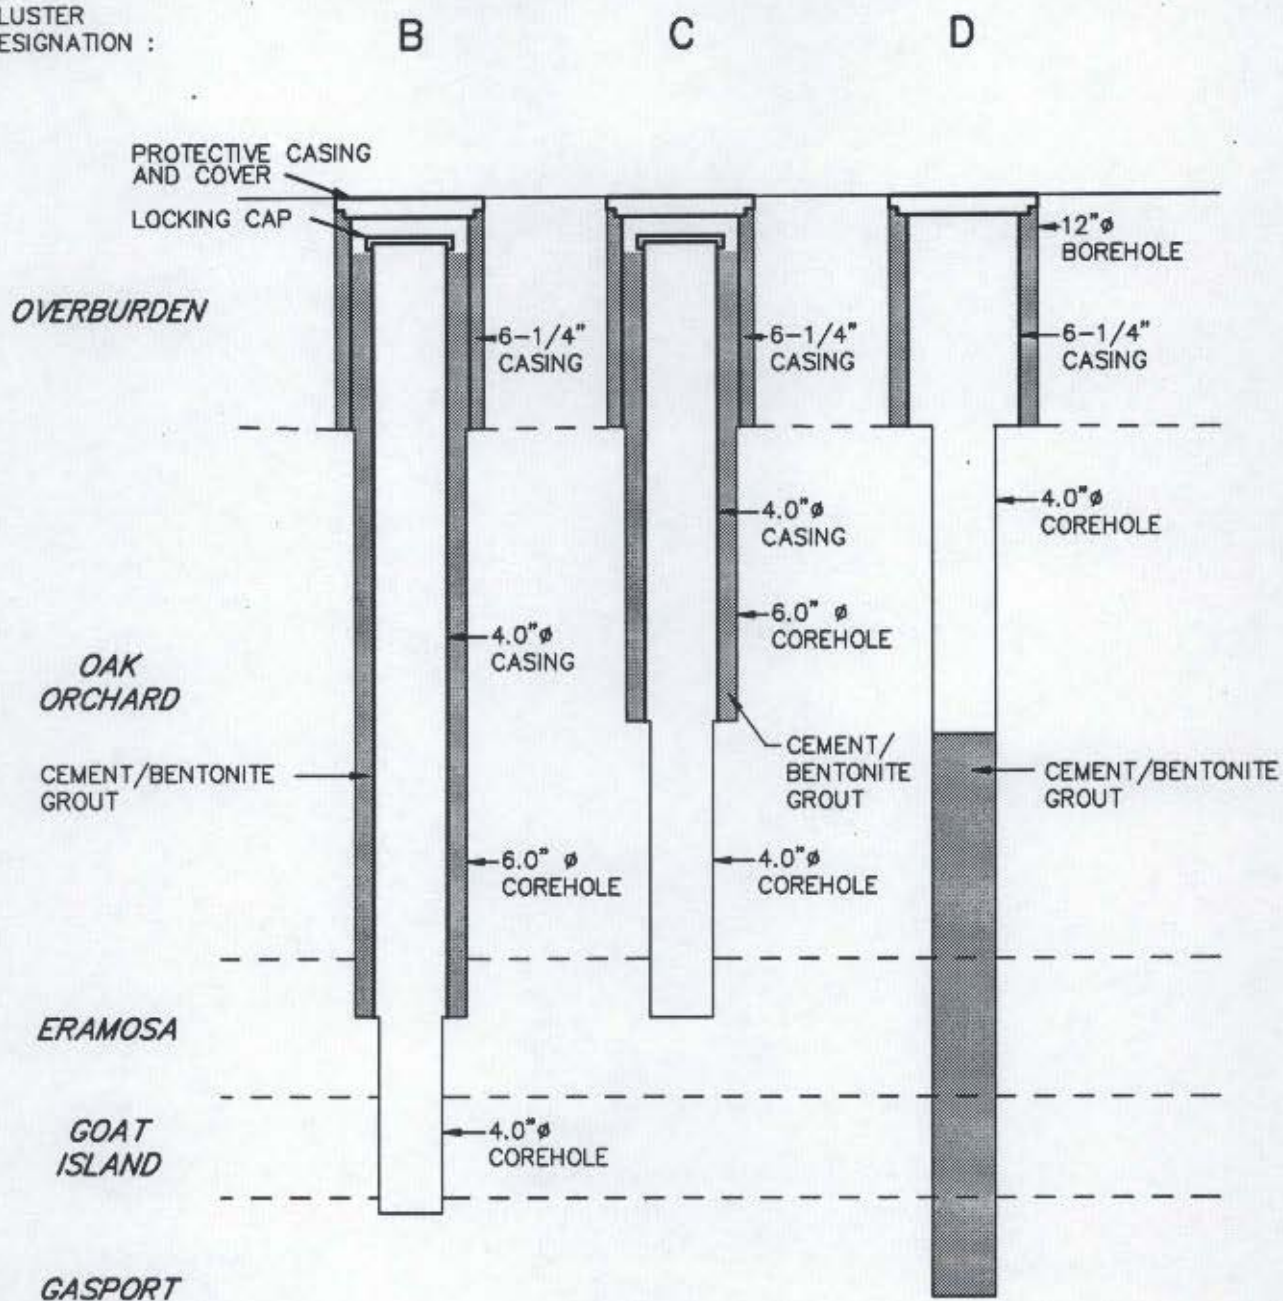 LUSTER
ESIGNATION :
B
C
D
PROTECTIVE CASING
AND COVER
LOCKING CAP
12"ø
BOREHOLE
OVERBURDEN
6-1/4"
CASING
6-1/4"
CASING
6-1/4"
CASING
4.0"ø
CASING
4.0"ø
COREHOLE
6.0" ø
COREHOLE
4.0"ø
CASING
OAK
ORCHARD
CEMENT/BENTONITE
GROUT
CEMENT/
BENTONITE
GROUT
CEMENT/BENTONITE
GROUT
6.0" ø
COREHOLE
4.0"ø
COREHOLE
ERAMOSA
GOAT
ISLAND
4.0"ø
COREHOLE
GASPORT